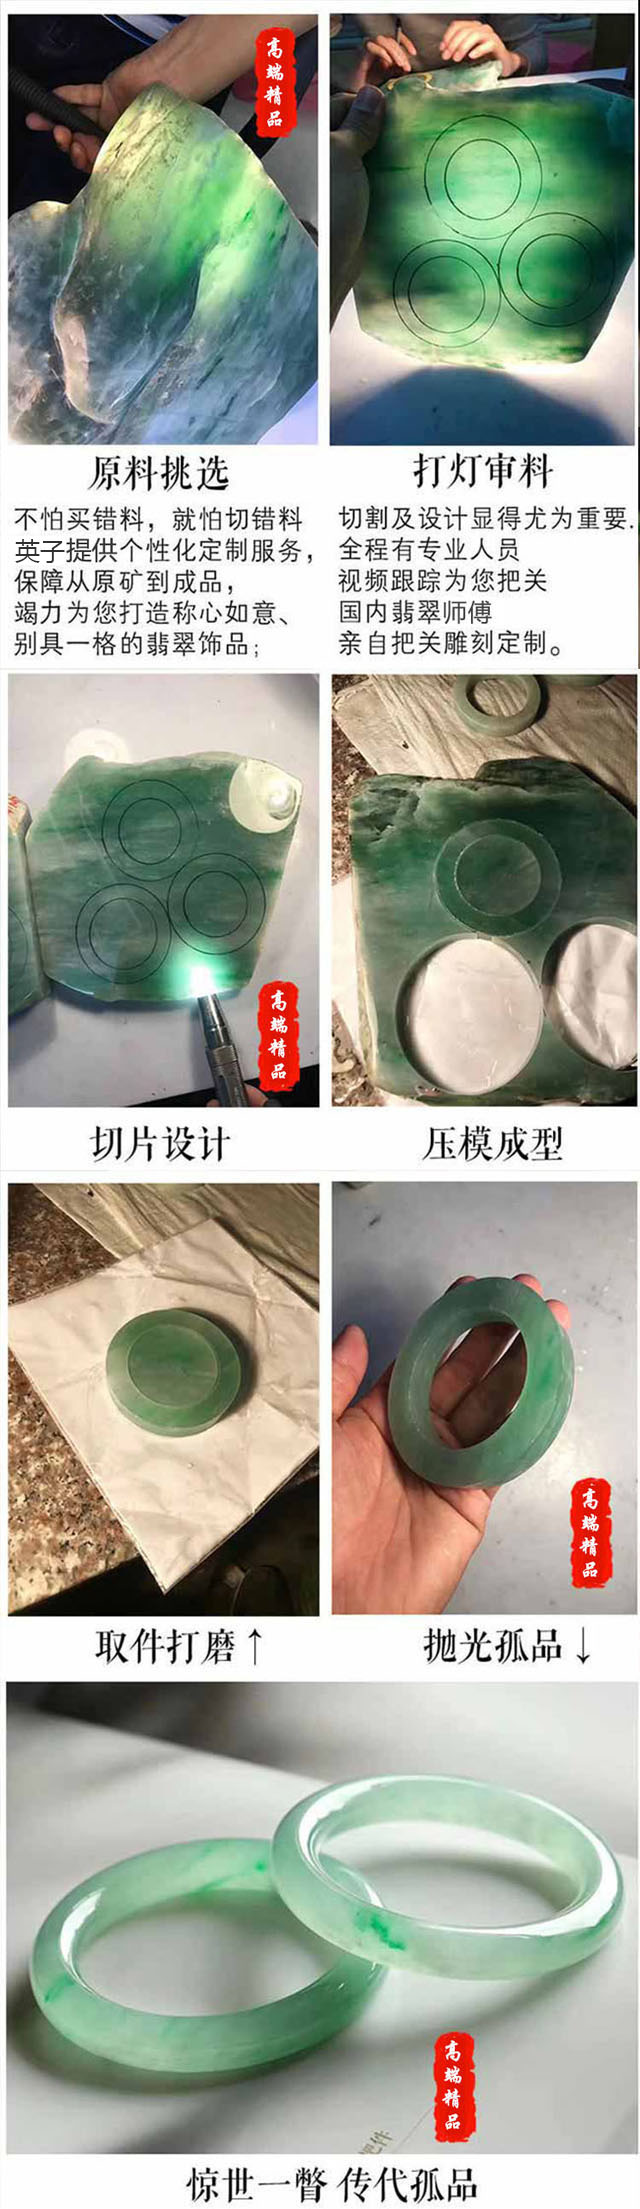 高端精品
原料挑选
不怕买错料，就怕切错料
英子提供个性化定制服务，
保障从原矿到成品，
竭力为您打造称心如意、
别具一格的翡翠饰品；
打灯审料
切割及设计显得尤为重要.
全程有专业人员
视频跟踪为您把关
国内翡翠师傅
亲自把关雕刻定制。
高端精品
切片设计
压模成型
取件打磨↑
高端精品
抛光孤品↓
高端精品
惊世一瞥 传代孤品